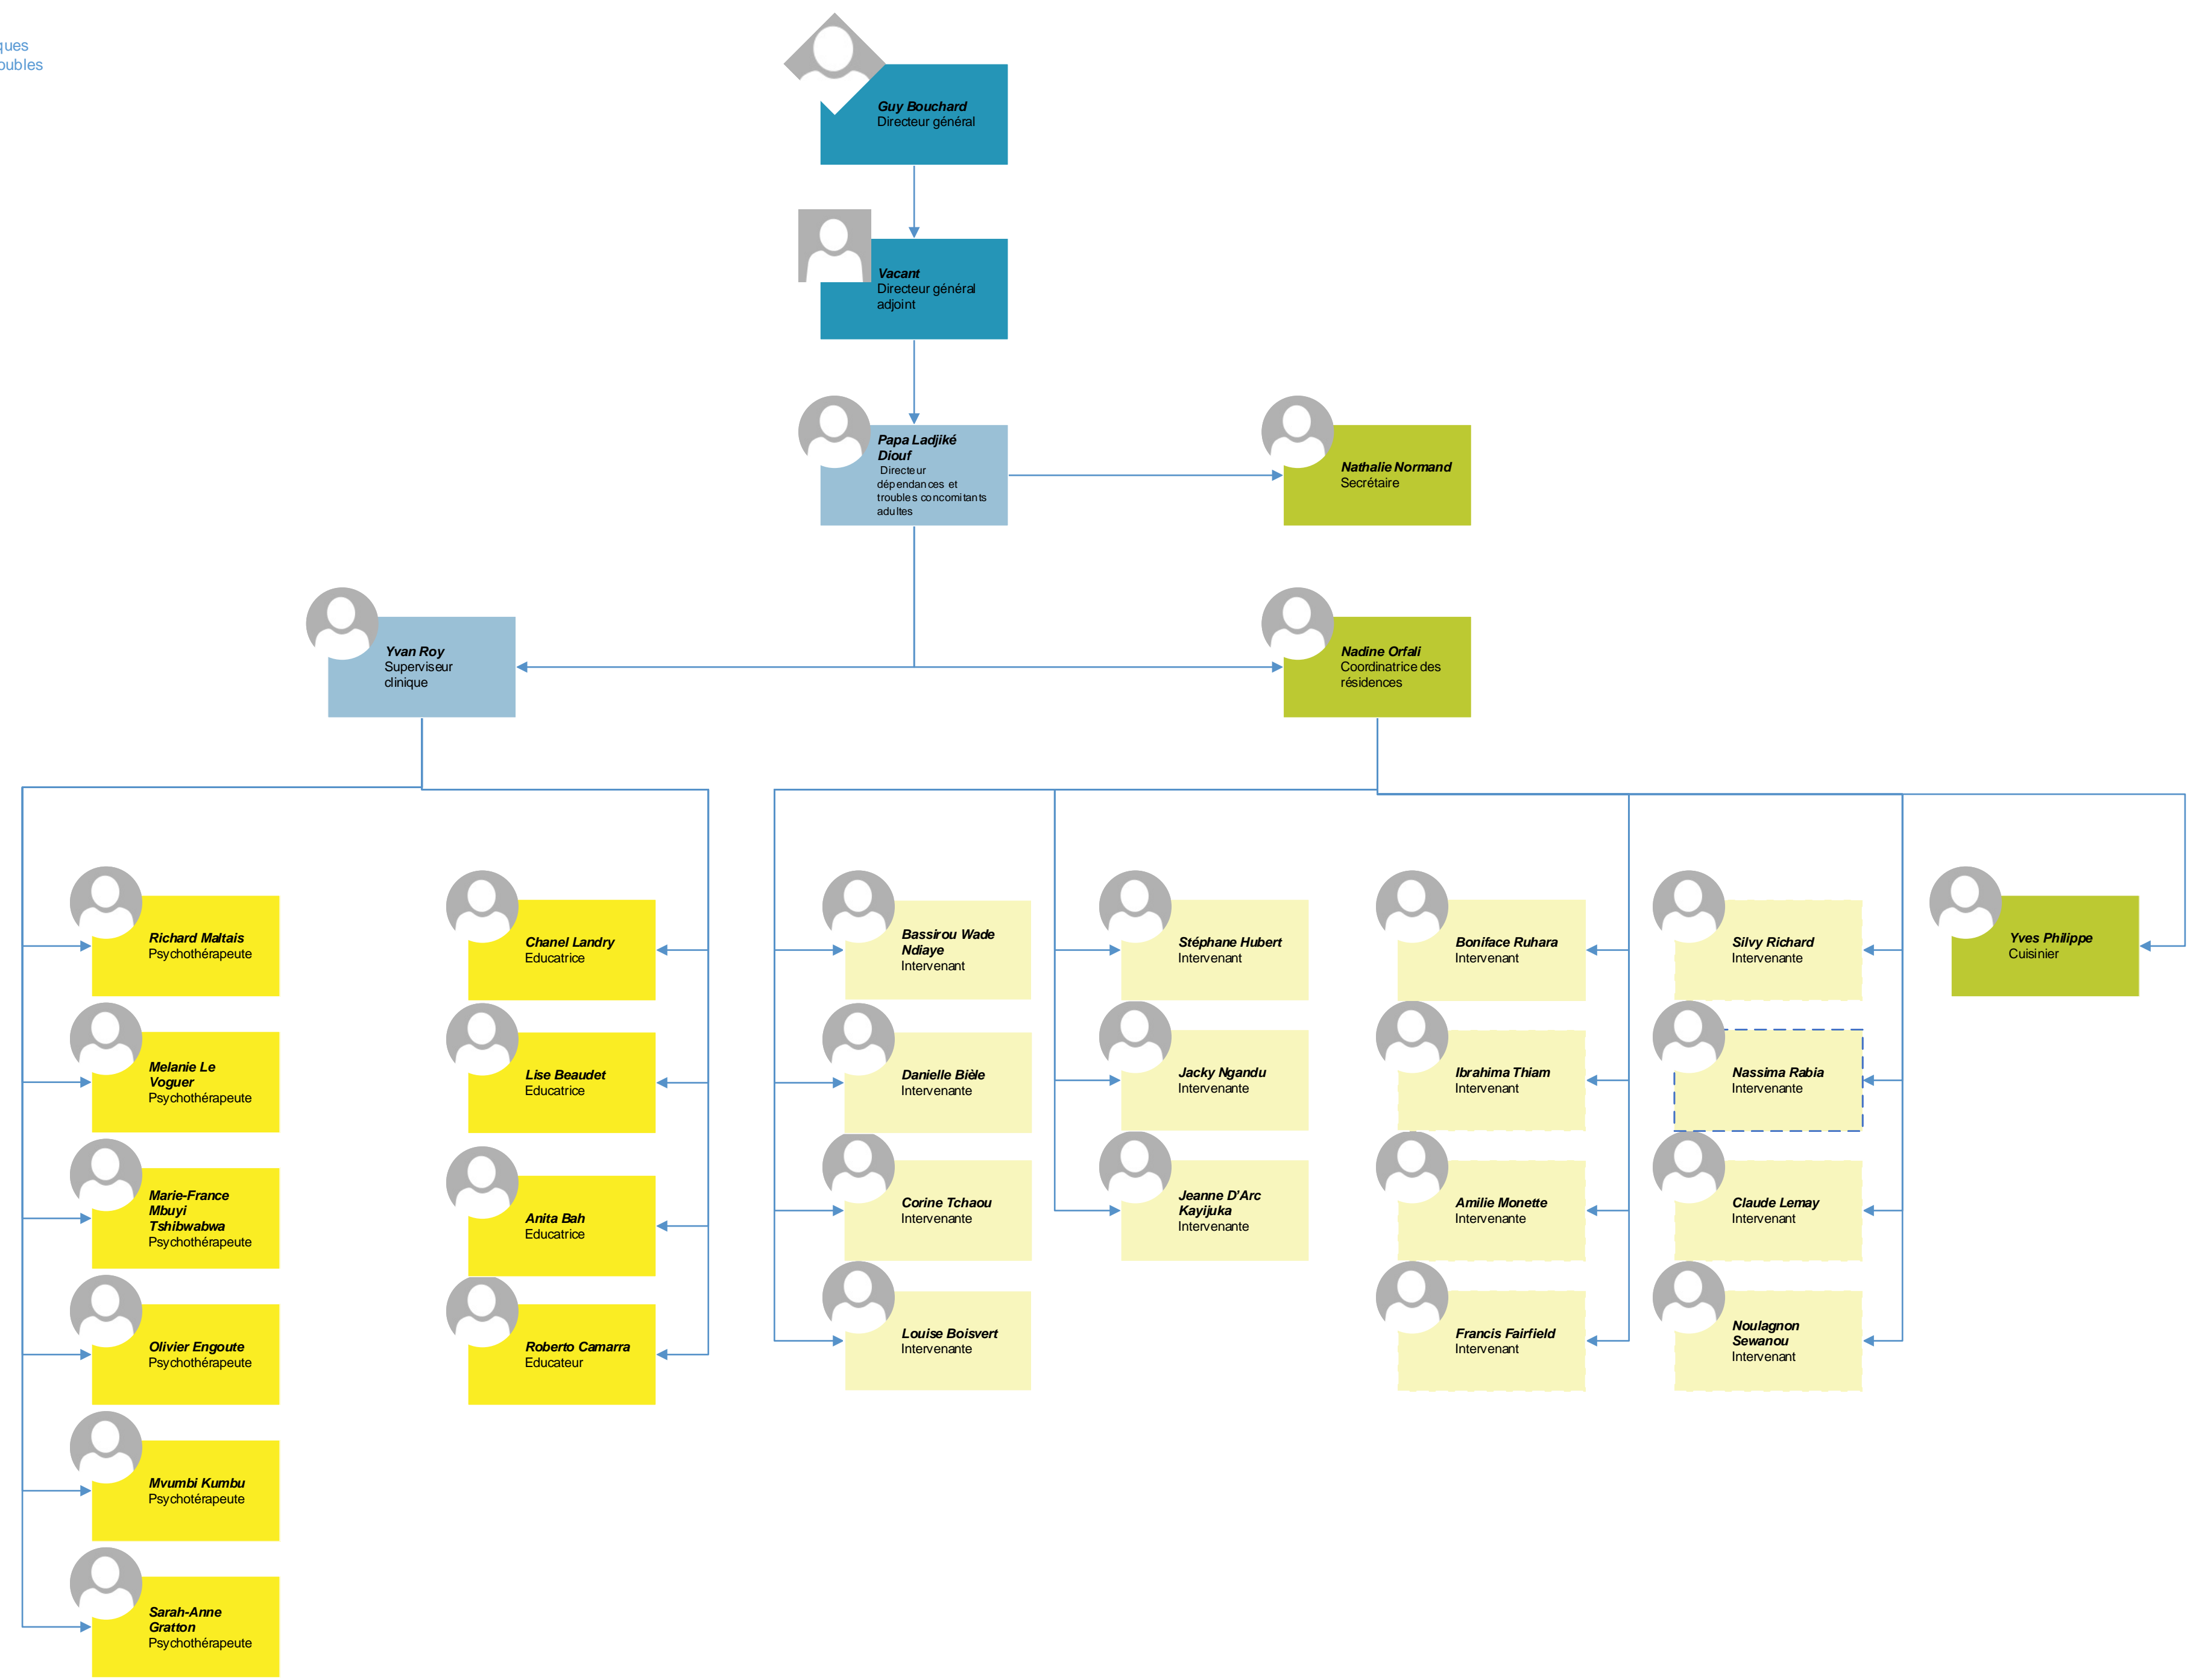 ques
oubles
Guy Bouchard
Directeur général
Vacant
Directeur général
adjoint
Papa Ladjiké
Diouf
Directeur
dépendances et
troubles concomitants
adultes
Nathalie Normand
Secrétaire
Yvan Roy
Superviseur
clinique
Nadine Orfali
Coordinatrice des
résidences
Richard Maltais
Psychothérapeute
Melanie Le
Voguer
Psychothérapeute
Marie-France
Mbuyi
Tshibwabwa
Psychothérapeute
Olivier Engoute
Psychothérapeute
Mvumbi Kumbu
Psychotérapeute
Sarah-Anne
Gratton
Psychothérapeute
Chanel Landry
Educatrice
Lise Beaudet
Educatrice
Anita Bah
Educatrice
Roberto Camarra
Educateur
Bassirou Wade
Ndiaye
Intervenant
Danielle Bièle
Intervenante
Corine Tchaou
Intervenante
Louise Boisvert
Intervenante
Stéphane Hubert
Intervenant
Jacky Ngandu
Intervenante
Jeanne D'Arc
Kayijuka
Intervenante
Boniface Ruhara
Intervenant
Ibrahima Thiam
Intervenant
Amilie Monette
Intervenante
Francis Fairfield
Intervenant
Silvy Richard
Intervenante
Nassima Rabia
Intervenante
Claude Lemay
Intervenant
Noulagnon
Sewanou
Intervenant
Yves Philippe
Cuisinier